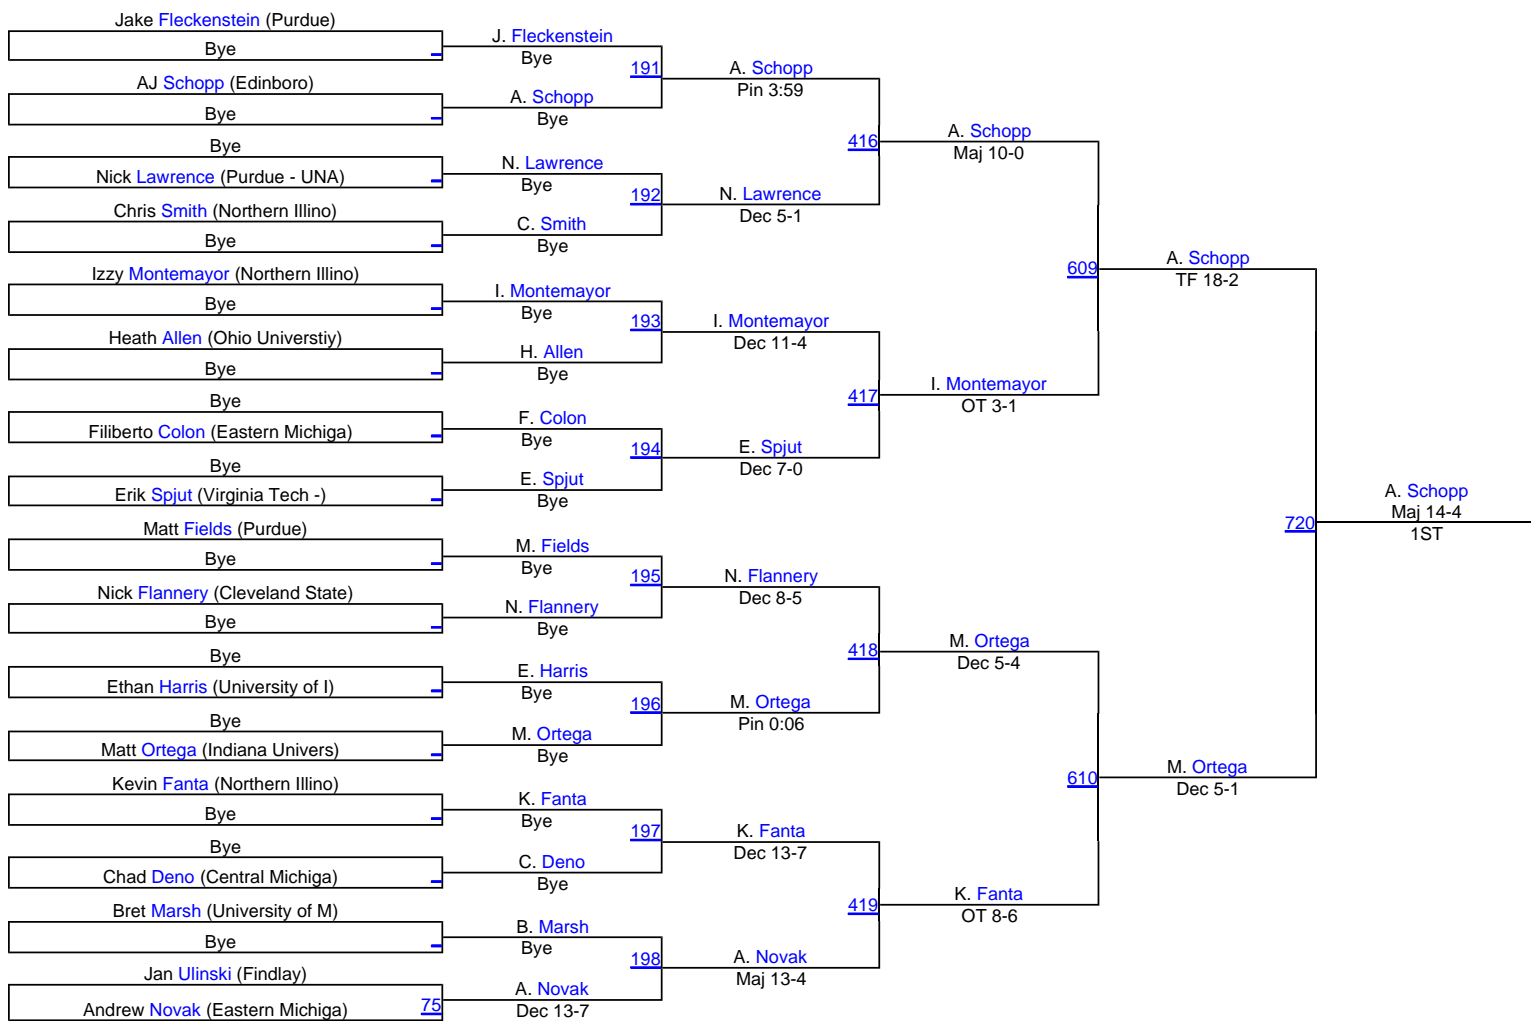 Jake Fleckenstein (Purdue)
Bye
AJ Schopp (Edinboro)
Bye
Bye
Nick Lawrence (Purdue - UNA)
Chris Smith (Northern Illino)
Bye
Izzy Montemayor (Northern Illino)
Bye
Heath Allen (Ohio Universtiy)
Bye
Bye
Filiberto Colon (Eastern Michiga)
Bye
Erik Spjut (Virginia Tech -)
Matt Fields (Purdue)
Bye
Nick Flannery (Cleveland State)
Bye
Bye
Ethan Harris (University of I)
Bye
Matt Ortega (Indiana Univers)
Kevin Fanta (Northern Illino)
Bye
Bye
Chad Deno (Central Michiga)
Bret Marsh (University of M)
Bye
Jan Ulinski (Findlay)
Andrew Novak (Eastern Michiga)
75
J. Fleckenstein
Bye
191
A. Schopp
Bye
N. Lawrence
Bye
192
C. Smith
Bye
I. Montemayor
Bye
193
H. Allen
Bye
F. Colon
Bye
194
E. Spjut
Bye
M. Fields
Bye
195
N. Flannery
Bye
E. Harris
Bye
196
M. Ortega
Bye
K. Fanta
Bye
197
C. Deno
Bye
B. Marsh
Bye
198
A. Novak
Dec 13-7
A. Schopp
Pin 3:59
416
N. Lawrence
Dec 5-1
I. Montemayor
Dec 11-4
417
E. Spjut
Dec 7-0
N. Flannery
Dec 8-5
418
M. Ortega
Pin 0:06
K. Fanta
Dec 13-7
419
A. Novak
Maj 13-4
A. Schopp
Maj 10-0
609
I. Montemayor
OT 3-1
M. Ortega
Dec 5-4
610
K. Fanta
OT 8-6
A. Schopp
TF 18-2
720
M. Ortega
Dec 5-1
A. Schopp
Maj 14-4
1ST